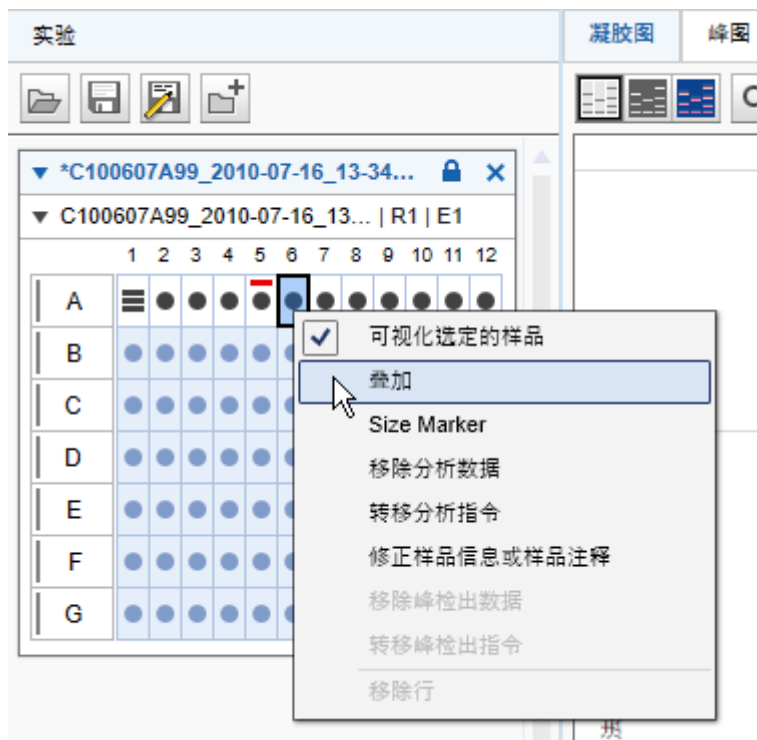 实验
凝胶图 峰图
*C100607A99_2010-07-16_13-34...
C100607A99_2010-07-16_13... | R1 | E1
1 2 3 4 5 6 7 8 9 10 11 12
A
可视化选定的样品
B
叠加
C
Size Marker
D
移除分析数据
E
转移分析指令
F
修正样品信息或样品注释
G
移除峰检出数据
转移峰检出指令
移除行